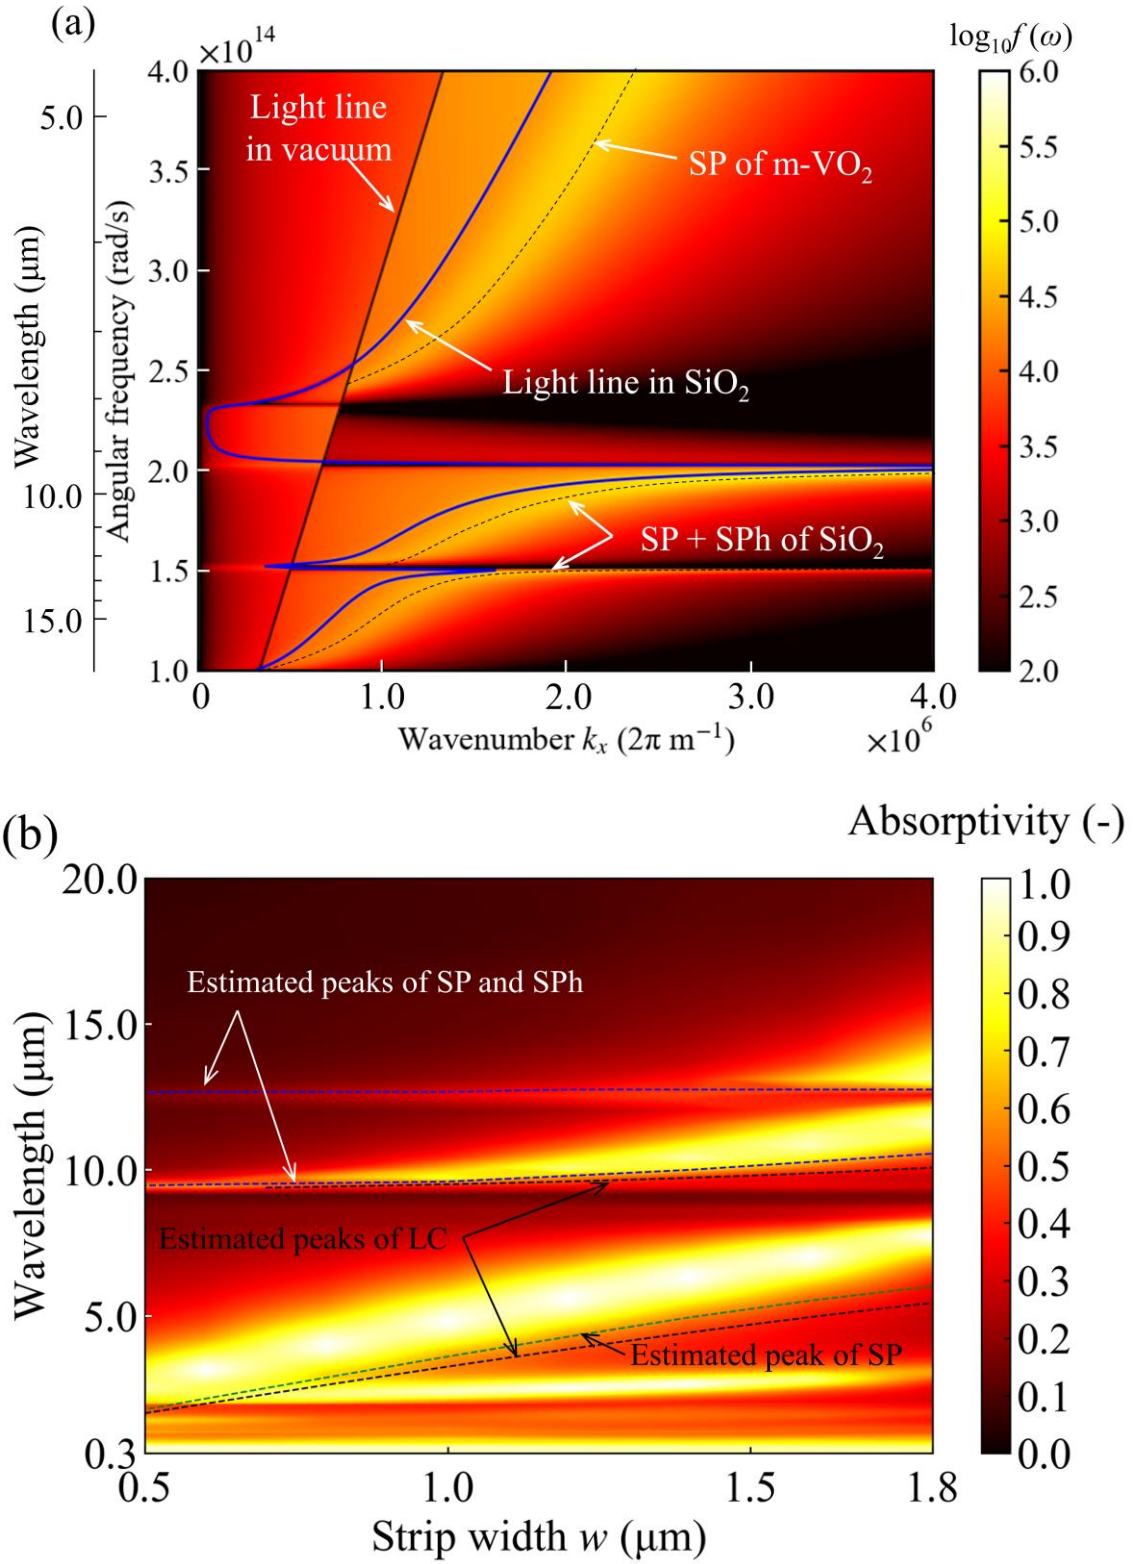 (a)
×10¹⁴
log₁₀f (ω)
Wavelength (μm)
5.0
10.0
15.0
Angular frequency (rad/s)
4.0
3.5
3.0
2.5
2.0
1.5
1.0
Light line
in vacuum
SP of m-VO₂
Light line in SiO₂
SP + SPh of SiO₂
6.0
5.5
5.0
4.5
4.0
3.5
3.0
2.5
2.0
0
1.0
2.0
3.0
4.0
Wavenumber kₓ (2π m⁻¹)
×10⁶
(b)
Absorptivity (-)
Wavelength (μm)
20.0
15.0
10.0
5.0
0.3
Estimated peaks of SP and SPh
Estimated peaks of LC
Estimated peak of SP
1.0
0.9
0.8
0.7
0.6
0.5
0.4
0.3
0.2
0.1
0.0
0.5
1.0
1.5
1.8
Strip width w (μm)